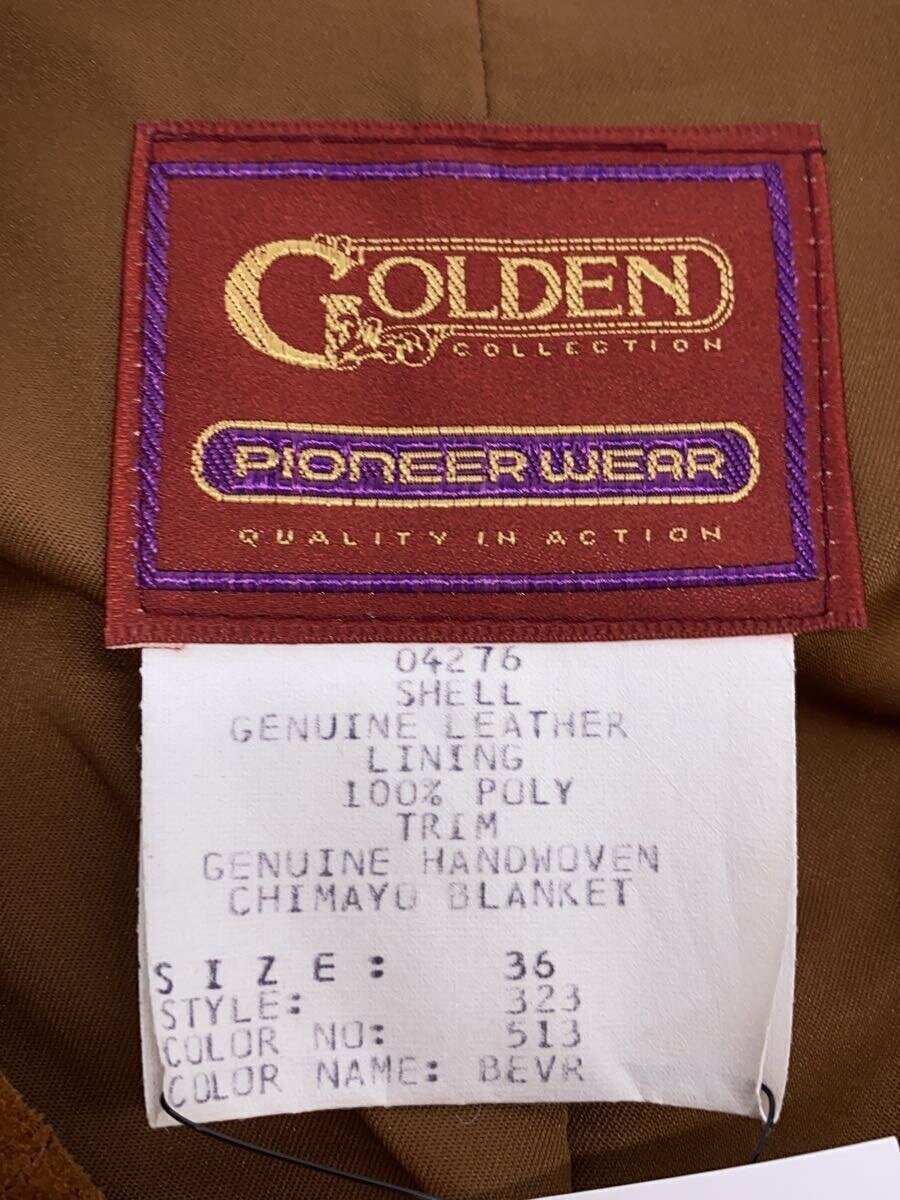 GOLDEN
COLLECTION
PIONEER WEAR
QUALITY IN ACTION
04276
SHELL
GENUINE LEATHER
LINING
100% POLY
TRIM
GENUINE HANDWOVEN
CHIMAYO BLANKET
SIZE: 36
STYLE: 323
COLOR NO: 513
COLOR NAME: BEVR